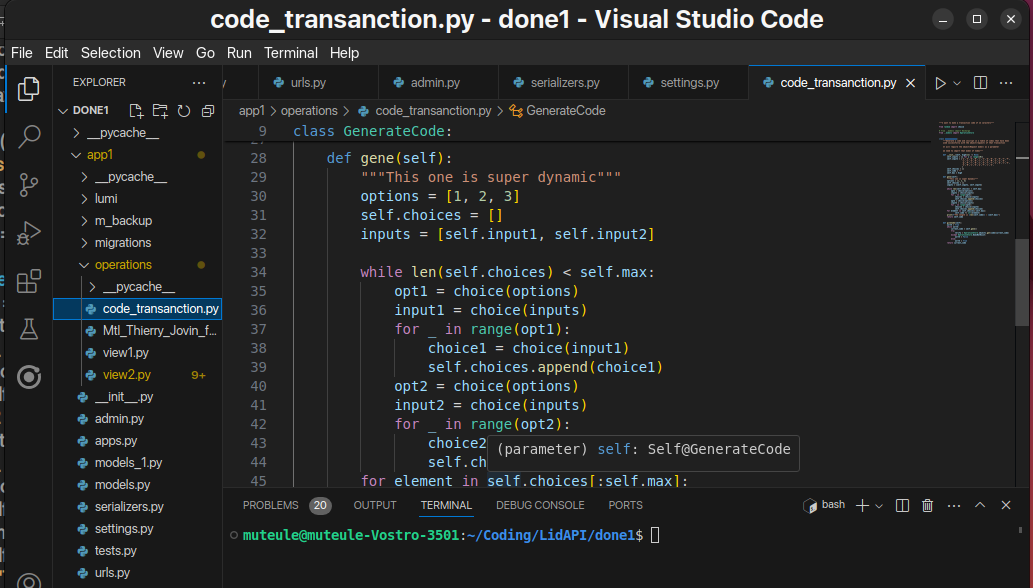 code_transanction.py - done1 - Visual Studio Code
File Edit Selection View Go Run Terminal Help
EXPLORER
DONE1
__pycache__
app1
__pycache__
lumi
m_backup
migrations
operations
__pycache__
code_transanction.py
Mtl_Thierry_Jovin_f...
view1.py
view2.py 9+
__init__.py
admin.py
apps.py
models_1.py
models.py
serializers.py
settings.py
tests.py
urls.py
urls.py admin.py serializers.py settings.py code_transanction.py
app1 > operations > code_transanction.py > GenerateCode
9 class GenerateCode:
28 def gene(self):
29 """This one is super dynamic"""
30 options = [1, 2, 3]
31 self.choices = []
32 inputs = [self.input1, self.input2]
33
34 while len(self.choices) < self.max:
35 opt1 = choice(options)
36 input1 = choice(inputs)
37 for _ in range(opt1):
38 choice1 = choice(input1)
39 self.choices.append(choice1)
40 opt2 = choice(options)
41 input2 = choice(inputs)
42 for _ in range(opt2):
43 choice2
(parameter) self: Self@GenerateCode
44 self.ch
45 for element in self.choices[:self.max]:
PROBLEMS 20 OUTPUT TERMINAL DEBUG CONSOLE PORTS
bash
muteule@muteule-Vostro-3501:~/Coding/LidAPI/done1$